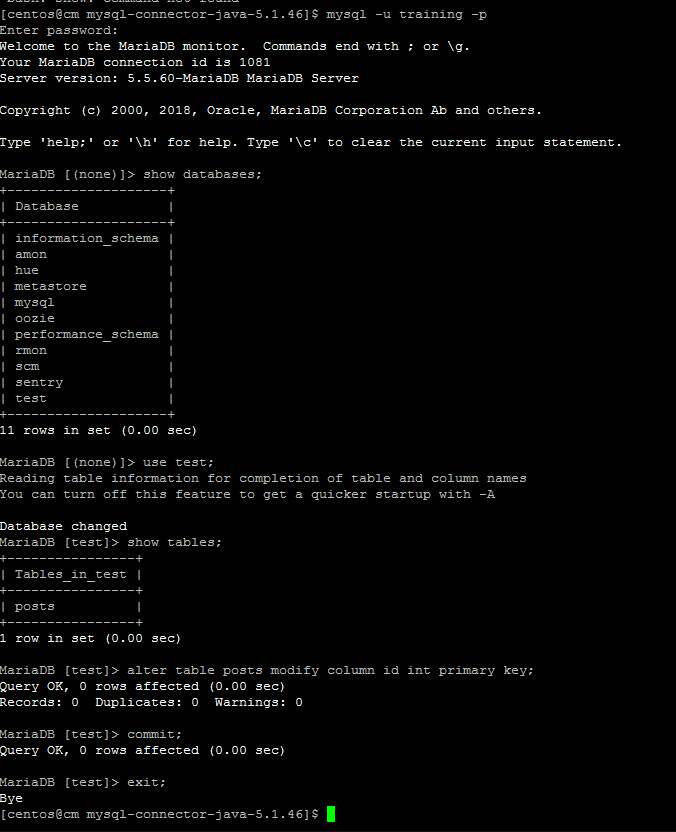 [centos@cm mysql-connector-java-5.1.46]$ mysql -u training -p
Enter password:
Welcome to the MariaDB monitor.  Commands end with ; or \g.
Your MariaDB connection id is 1081
Server version: 5.5.60-MariaDB MariaDB Server

Copyright (c) 2000, 2018, Oracle, MariaDB Corporation Ab and others.

Type 'help;' or '\h' for help. Type '\c' to clear the current input statement.

MariaDB [(none)]> show databases;
+--------------------+
| Database           |
+--------------------+
| information_schema |
| amon               |
| hue                |
| metastore          |
| mysql              |
| oozie              |
| performance_schema |
| rmon               |
| scm                |
| sentry             |
| test               |
+--------------------+
11 rows in set (0.00 sec)

MariaDB [(none)]> use test;
Reading table information for completion of table and column names
You can turn off this feature to get a quicker startup with -A

Database changed
MariaDB [test]> show tables;
+----------------+
| Tables_in_test |
+----------------+
| posts          |
+----------------+
1 row in set (0.00 sec)

MariaDB [test]> alter table posts modify column id int primary key;
Query OK, 0 rows affected (0.00 sec)
Records: 0  Duplicates: 0  Warnings: 0

MariaDB [test]> commit;
Query OK, 0 rows affected (0.00 sec)

MariaDB [test]> exit;
Bye
[centos@cm mysql-connector-java-5.1.46]$